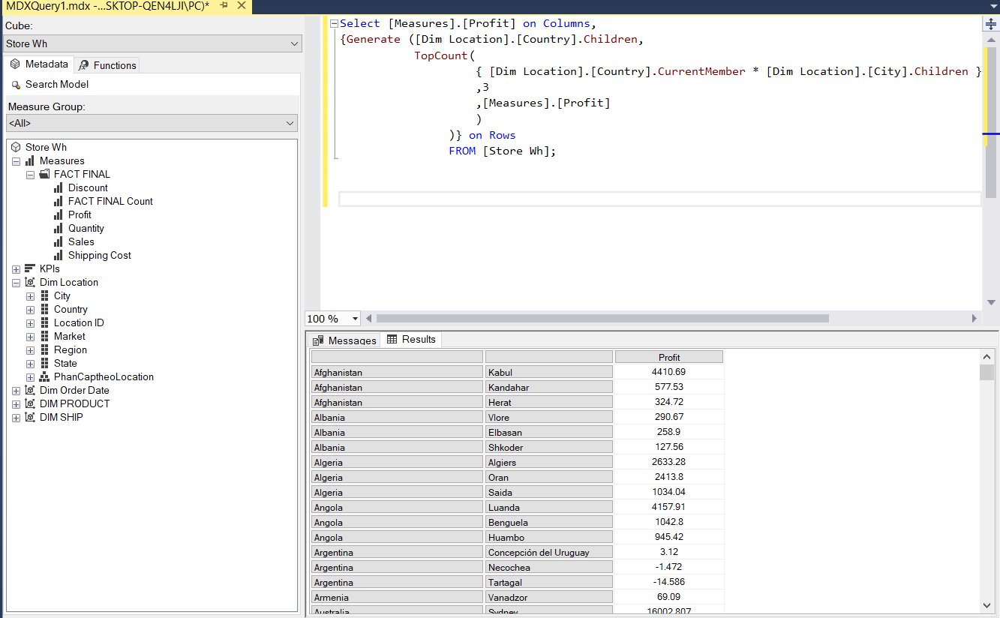 MDXQuery1.mdx -...SKTOP-QEN4LJI\PC)*
Cube:
Store Wh
Metadata
Functions
Search Model
Measure Group:
<All>
Store Wh
Measures
FACT FINAL
Discount
FACT FINAL Count
Profit
Quantity
Sales
Shipping Cost
KPIs
Dim Location
City
Country
Location ID
Market
Region
State
PhanCaptheoLocation
Dim Order Date
DIM PRODUCT
DIM SHIP
Select [Measures].[Profit] on Columns,
{Generate ([Dim Location].[Country].Children,
TopCount(
{ [Dim Location].[Country].CurrentMember * [Dim Location].[City].Children }
,3
,[Measures].[Profit]
)
)} on Rows
FROM [Store Wh];
100 %
Messages
Results
Profit
Afghanistan Kabul 4410.69
Afghanistan Kandahar 577.53
Afghanistan Herat 324.72
Albania Vlore 290.67
Albania Elbasan 258.9
Albania Shkoder 127.56
Algeria Algiers 2633.28
Algeria Oran 2413.8
Algeria Saida 1034.04
Angola Luanda 4157.91
Angola Benguela 1042.8
Angola Huambo 945.42
Argentina Concepción del Uruguay 3.12
Argentina Necochea -1.472
Argentina Tartagal -14.586
Armenia Vanadzor 69.09
Australia Sydney 16002.807